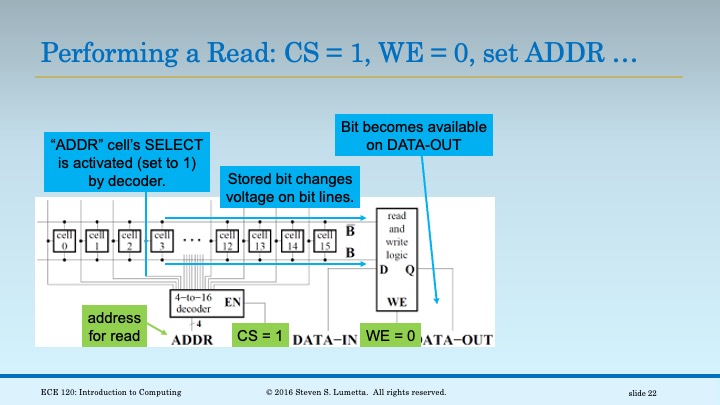 Performing a Read: CS = 1, WE = 0, set ADDR …
Bit becomes available
on DATA-OUT
“ADDR” cell’s SELECT
is activated (set to 1)
by decoder.
Stored bit changes
voltage on bit lines.
cell
0
cell
1
cell
2
cell
3
• • •
cell
12
cell
13
cell
14
cell
15
B
B
read
and
write
logic
D Q
WE
4–to–16
decoder
EN
4
address
for read
ADDR
CS = 1
DATA–IN
WE = 0
ATA–OUT
ECE 120: Introduction to Computing
© 2016 Steven S. Lumetta. All rights reserved.
slide 22